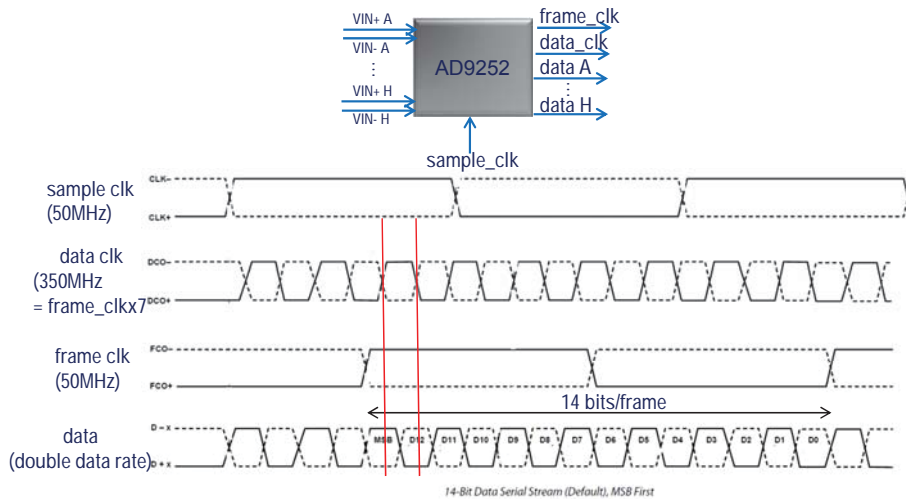 VIN+ A
VIN- A
⋮
VIN+ H
VIN- H
AD9252
frame_clk
data_clk
data A
⋮
data H
sample_clk
sample clk
(50MHz)
CLK–
CLK+
data clk
(350MHz
= frame_clkx7
DCO–
DCO+
frame clk
(50MHz)
FCO–
FCO+
14 bits/frame
data
(double data rate)
D – x
D + x
MSB D12 D11 D10 D9 D8 D7 D6 D5 D4 D3 D2 D1 D0
14-Bit Data Serial Stream (Default), MSB First